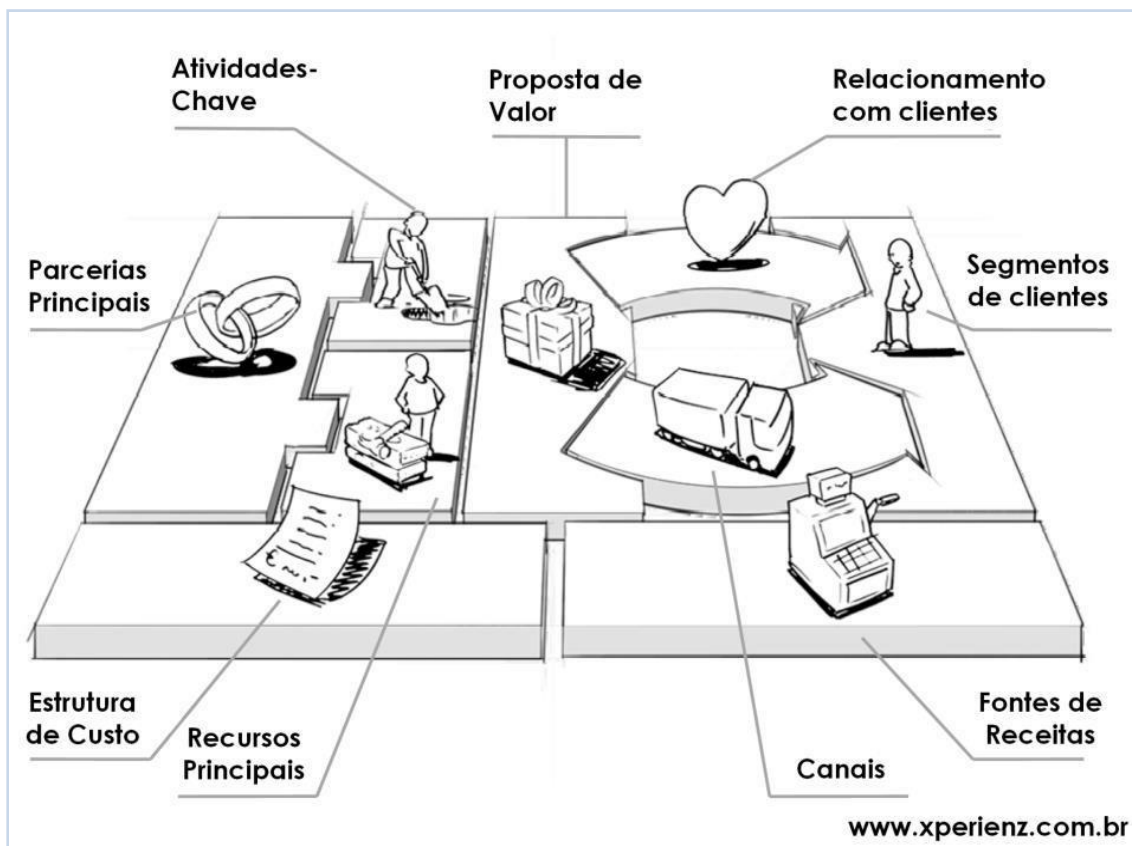 Atividades-
Chave
Proposta de
Valor
Relacionamento
com clientes
Parcerias
Principais
Segmentos
de clientes
Estrutura
de Custo
Recursos
Principais
Canais
Fontes de
Receitas
www.xperienz.com.br